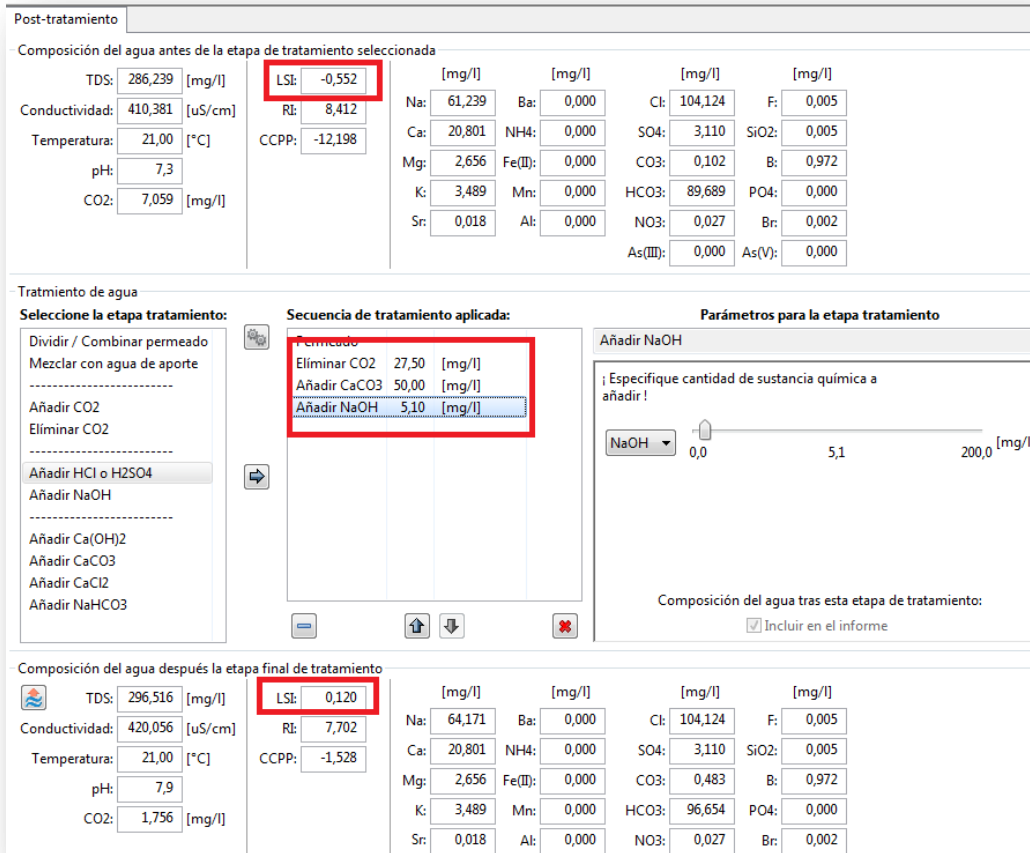 Post-tratamiento
Composición del agua antes de la etapa de tratamiento seleccionada
TDS: 286,239 [mg/l] LSI: -0,552 [mg/l] [mg/l] [mg/l] [mg/l]
Conductividad: 410,381 [uS/cm] RI: 8,412 Na: 61,239 Ba: 0,000 Cl: 104,124 F: 0,005
Temperatura: 21,00 [°C] CCPP: -12,198 Ca: 20,801 NH4: 0,000 SO4: 3,110 SiO2: 0,005
pH: 7,3 Mg: 2,656 Fe(II): 0,000 CO3: 0,102 B: 0,972
CO2: 7,059 [mg/l] K: 3,489 Mn: 0,000 HCO3: 89,689 PO4: 0,000
Sr: 0,018 Al: 0,000 NO3: 0,027 Br: 0,002
As(III): 0,000 As(V): 0,000
Tratmiento de agua
Seleccione la etapa tratamiento: Secuencia de tratamiento aplicada: Parámetros para la etapa tratamiento
Dividir / Combinar permeado Permeado Añadir NaOH
Mezclar con agua de aporte Elíminar CO2 27,50 [mg/l]
------------------------- Añadir CaCO3 50,00 [mg/l] ¡ Especifique cantidad de sustancia química a
Añadir CO2 Añadir NaOH 5,10 [mg/l] añadir !
Elíminar CO2
------------------------- NaOH 0,0 5,1 200,0 [mg/l
Añadir HCl o H2SO4
Añadir NaOH
-------------------------
Añadir Ca(OH)2
Añadir CaCO3
Añadir CaCl2
Añadir NaHCO3 Composición del agua tras esta etapa de tratamiento:
Incluir en el informe
Composición del agua después la etapa final de tratamiento
TDS: 296,516 [mg/l] LSI: 0,120 [mg/l] [mg/l] [mg/l] [mg/l]
Conductividad: 420,056 [uS/cm] RI: 7,702 Na: 64,171 Ba: 0,000 Cl: 104,124 F: 0,005
Temperatura: 21,00 [°C] CCPP: -1,528 Ca: 20,801 NH4: 0,000 SO4: 3,110 SiO2: 0,005
pH: 7,9 Mg: 2,656 Fe(II): 0,000 CO3: 0,483 B: 0,972
CO2: 1,756 [mg/l] K: 3,489 Mn: 0,000 HCO3: 96,654 PO4: 0,000
Sr: 0,018 Al: 0,000 NO3: 0,027 Br: 0,002